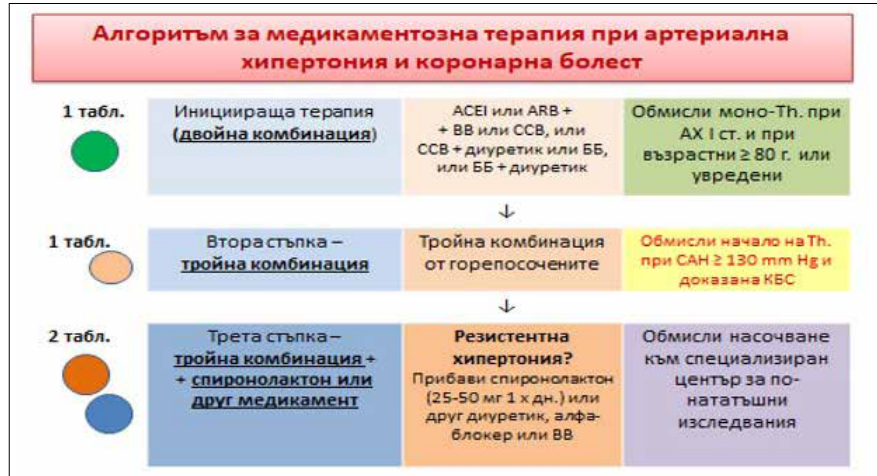 Алгоритъм за медикаментозна терапия при артериална
хипертония и коронарна болест
1 табл.
Иницииращa терапия
(двойна комбинация)
ACEI или ARB +
+ BB или CCB, или
CCB + диуретик или ББ,
или ББ + диуретик
Обмисли моно-Th. при
АХ I ст. и при
възрастни ≥ 80 г. или
увредени
↓
1 табл.
Втора стъпка –
тройна комбинация
Тройна комбинация
от горепосочените
Обмисли начало на Th.
при САН ≥ 130 mm Hg и
доказана КБС
↓
2 табл.
Трета стъпка –
тройна комбинация +
+ спиронолактон или
друг медикамент
Резистентна
хипертония?
Прибави спиронолактон
(25-50 мг 1 х дн.) или
друг диуретик, алфа-
блокер или BB
Обмисли насочване
към специализиран
център за по-
нататъшни
изследвания